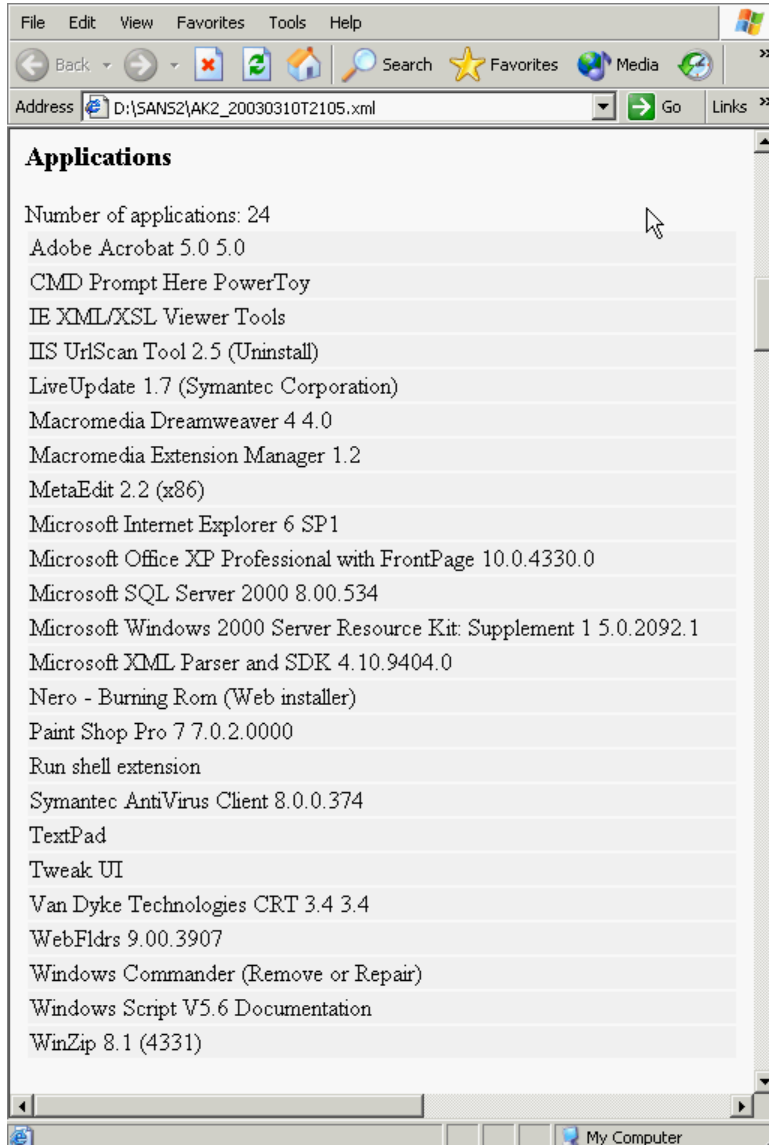 File Edit View Favorites Tools Help
Back Search Favorites Media »
Address D:\SANS2\AK2_20030310T2105.xml Go Links »
Applications
Number of applications: 24
Adobe Acrobat 5.0 5.0
CMD Prompt Here PowerToy
IE XML/XSL Viewer Tools
IIS UrlScan Tool 2.5 (Uninstall)
LiveUpdate 1.7 (Symantec Corporation)
Macromedia Dreamweaver 4 4.0
Macromedia Extension Manager 1.2
MetaEdit 2.2 (x86)
Microsoft Internet Explorer 6 SP1
Microsoft Office XP Professional with FrontPage 10.0.4330.0
Microsoft SQL Server 2000 8.00.534
Microsoft Windows 2000 Server Resource Kit: Supplement 1 5.0.2092.1
Microsoft XML Parser and SDK 4.10.9404.0
Nero - Burning Rom (Web installer)
Paint Shop Pro 7 7.0.2.0000
Run shell extension
Symantec AntiVirus Client 8.0.0.374
TextPad
Tweak UI
Van Dyke Technologies CRT 3.4 3.4
WebFldrs 9.00.3907
Windows Commander (Remove or Repair)
Windows Script V5.6 Documentation
WinZip 8.1 (4331)
My Computer